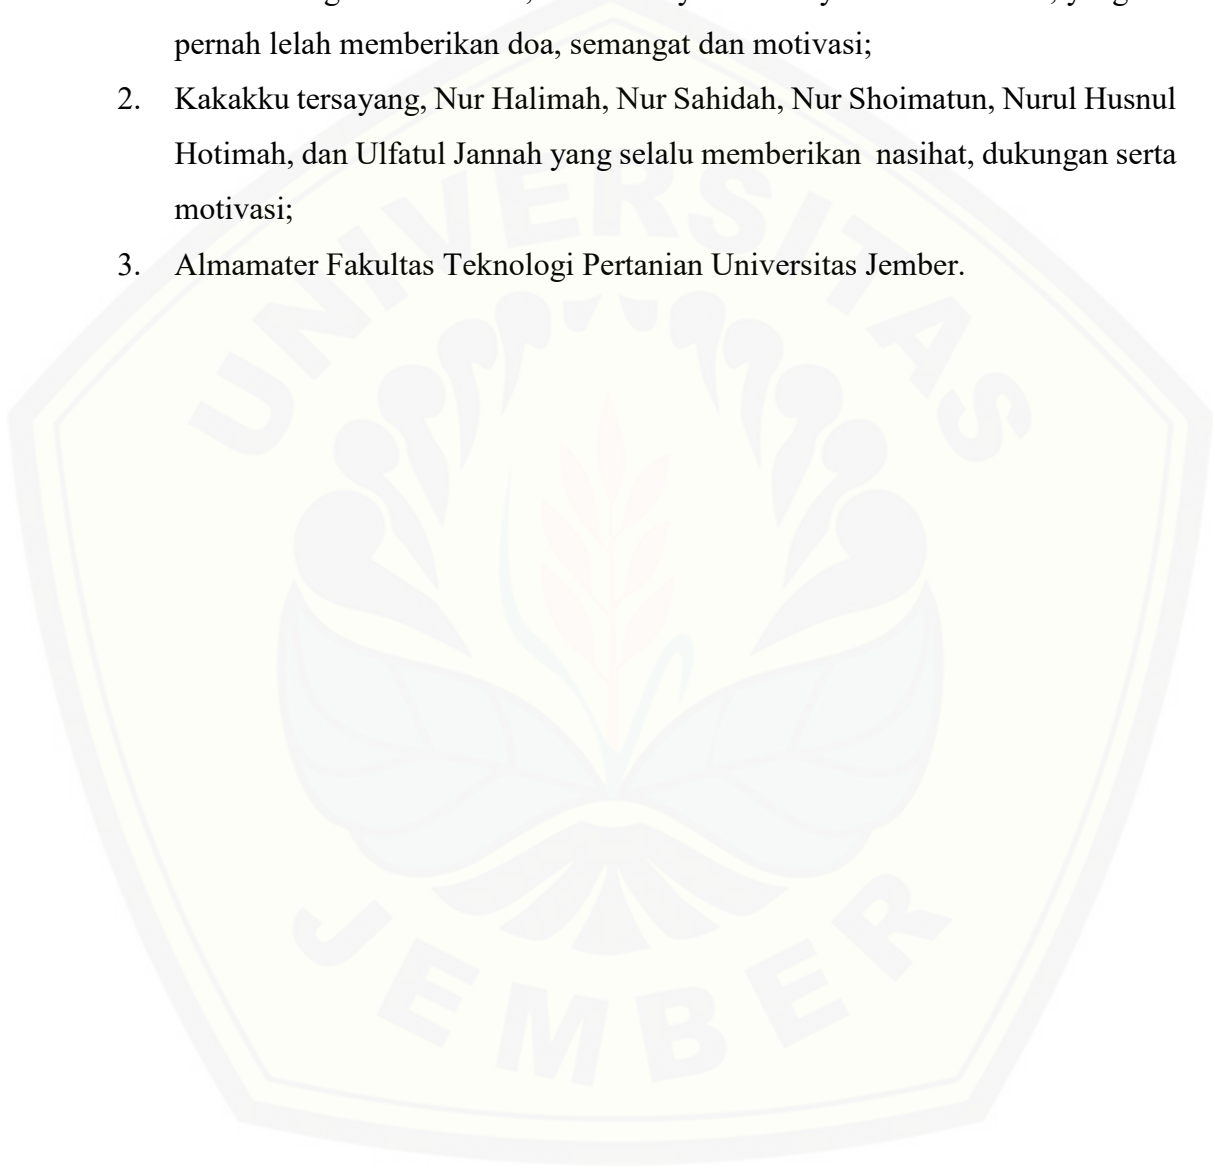 pernah lelah memberikan doa, semangat dan motivasi;
2. Kakakku tersayang, Nur Halimah, Nur Sahidah, Nur Shoimatun, Nurul Husnul
Hotimah, dan Ulfatul Jannah yang selalu memberikan nasihat, dukungan serta
motivasi;
3. Almamater Fakultas Teknologi Pertanian Universitas Jember.
UNIVERSITAS
JEMBER